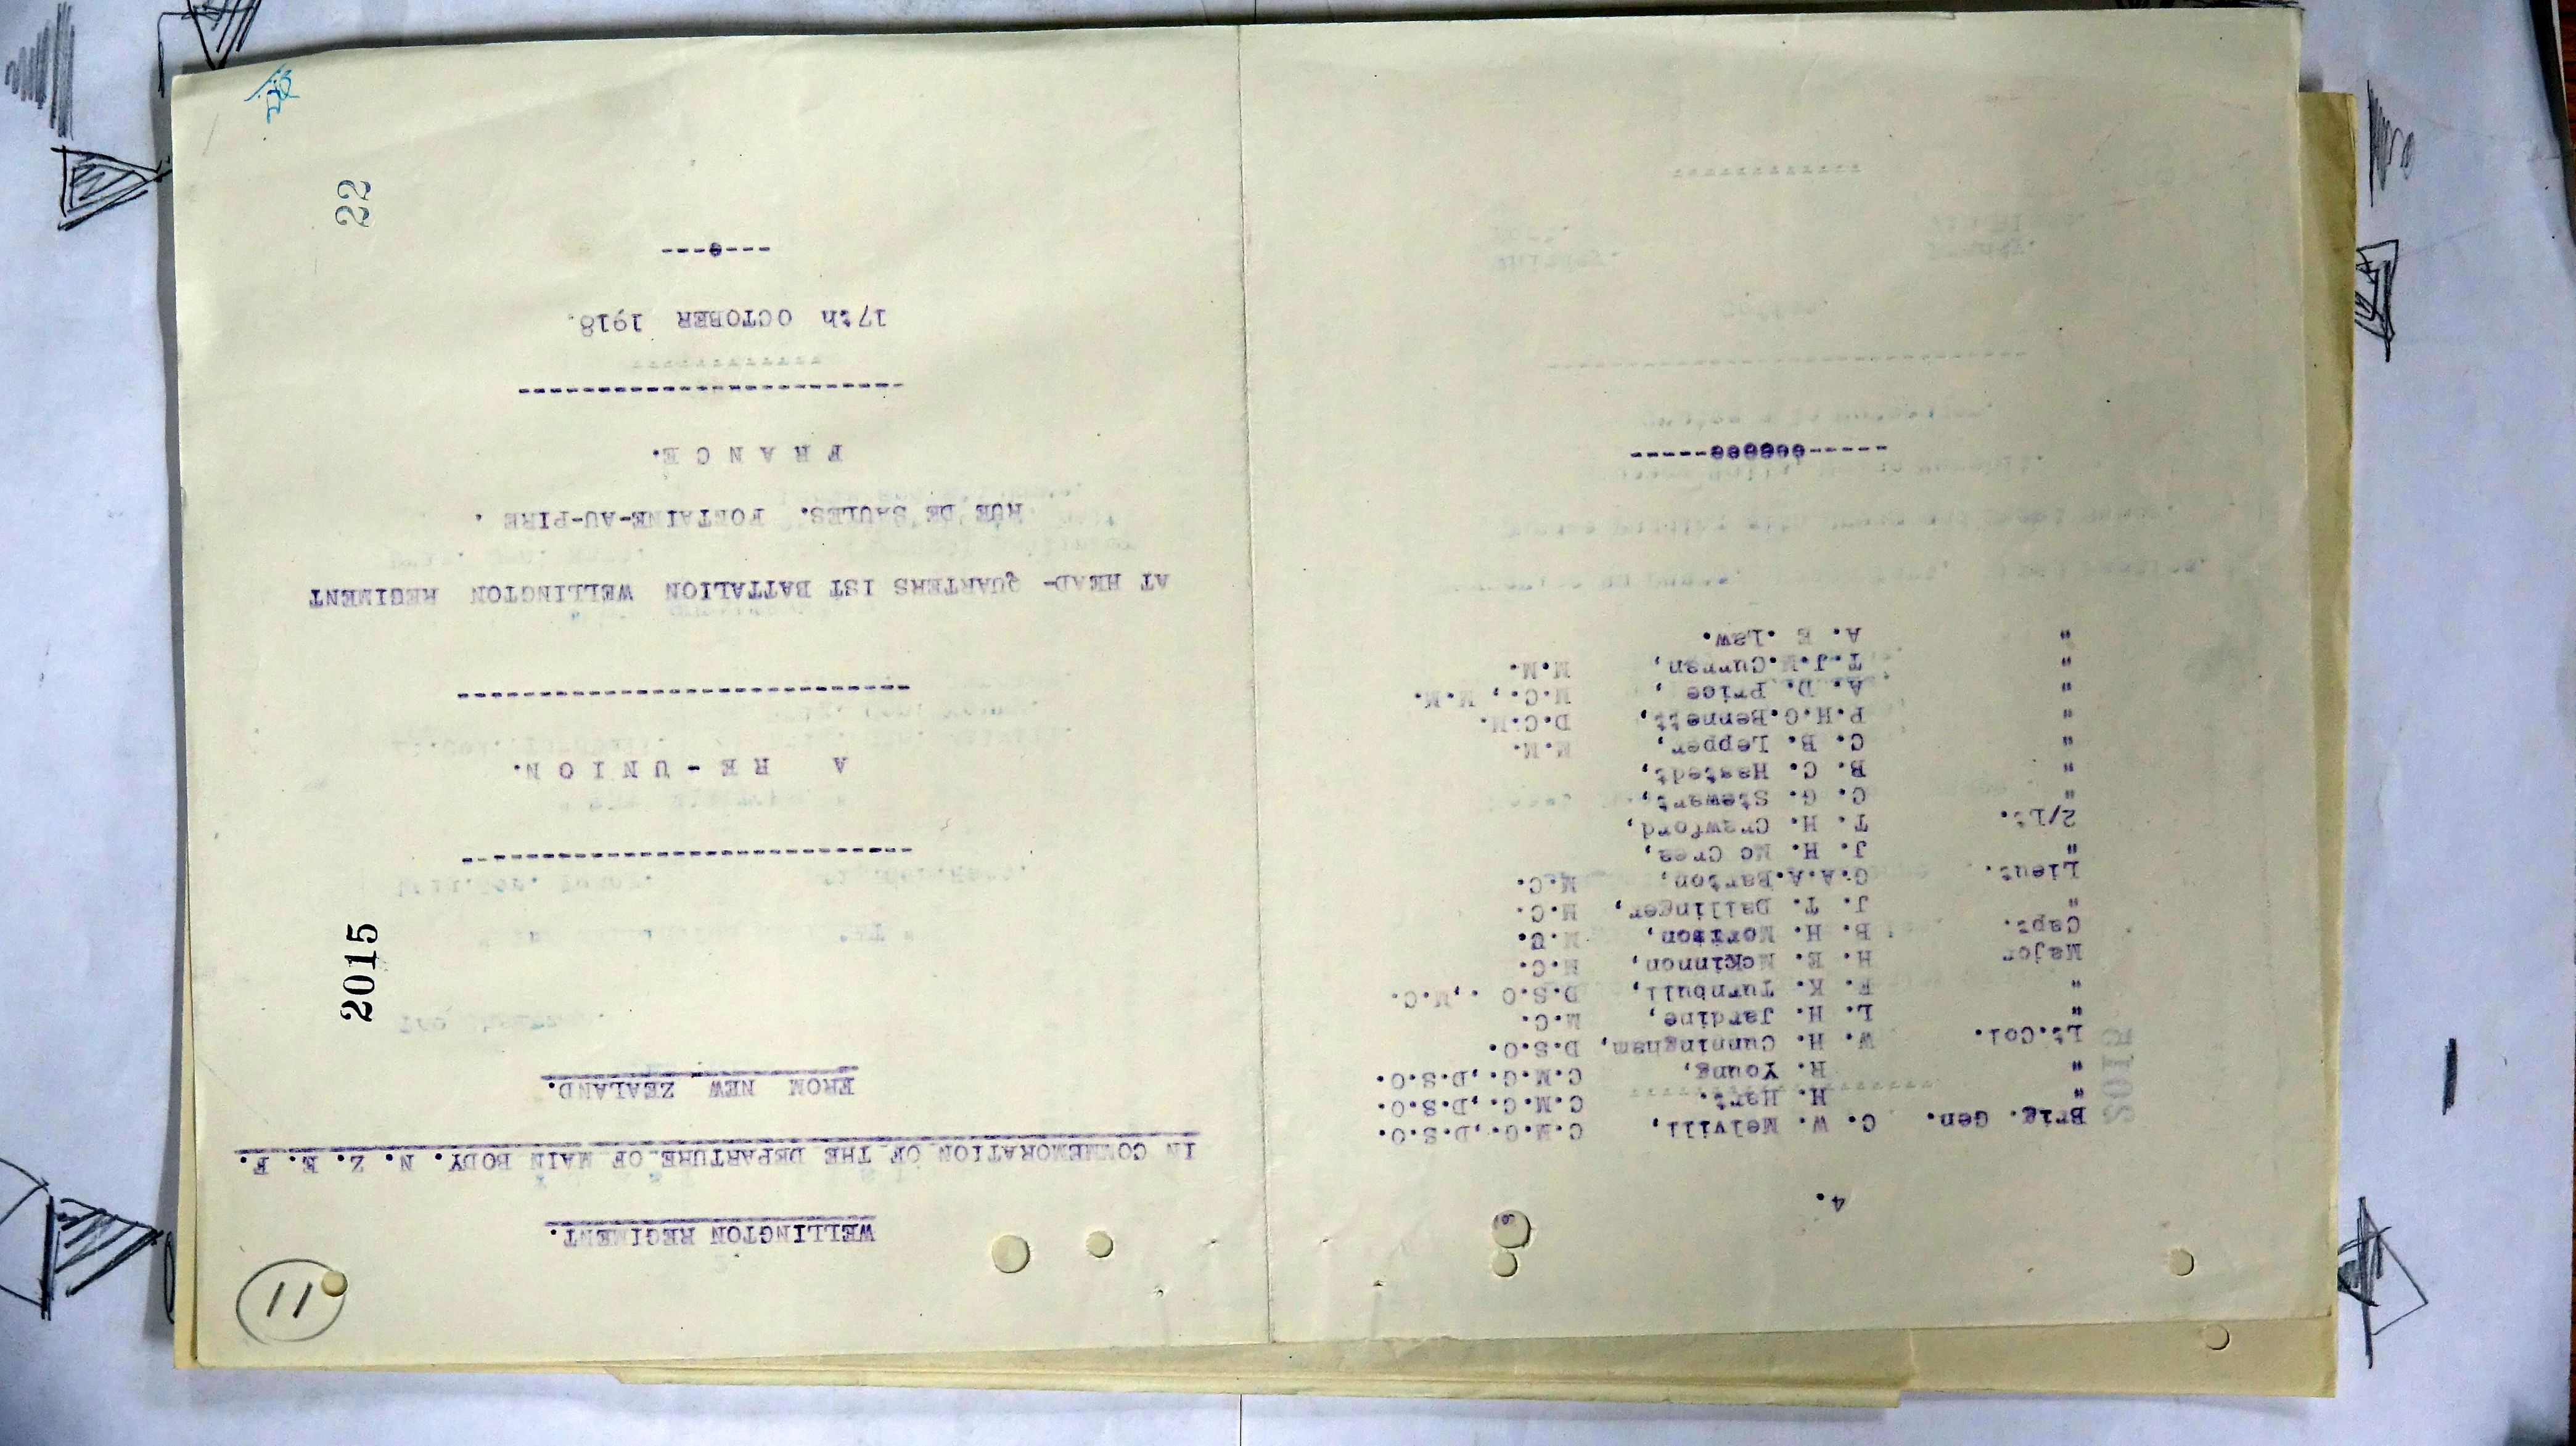 4.
Brig. Gen. C. W. Melvill, C.M.G.,D.S.O.
" H. Hart. C.M.G.,D.S.O.
" R. Young, C.M.G.,D.S.O.
Lt.Col. W. H. Cunningham, D.S.O.
" L. H. Jardine, M.C.
" F. K. Turnbull, D.S.O .,M.C.
Major H. E. McKinnon, M.C.
Capt. B. H. Morison, M.C.
" J. T. Dallinger, M.C.
Lieut. G.A.A.Barton, M.C.
" J. H. Mc Crea,
2/Lt. T. H. Crawford,
" C. G. Stewart,
" B. C. Hastedt,
" C. B. Lepper, M.M.
" P.H.G.Bennett, D.C.M.
" A. D. Price , M.C., M.M.
" T.J.M.Curran, M.M.
" A. E .Law.
------eeeeee------
11
WELLINGTON REGIMENT.
IN COMMEMORATION OF THE DEPARTURE OF MAIN BODY. N. Z. E. F.
FROM NEW ZEALAND.
2015
A RE-UNION.
AT HEAD- QUARTERS 1ST BATTALION WELLINGTON REGIMENT
RUE DE SAULES. FONTAINE-AU-PIRE .
FRANCE.
17th OCTOBER 1918.
---e----
22